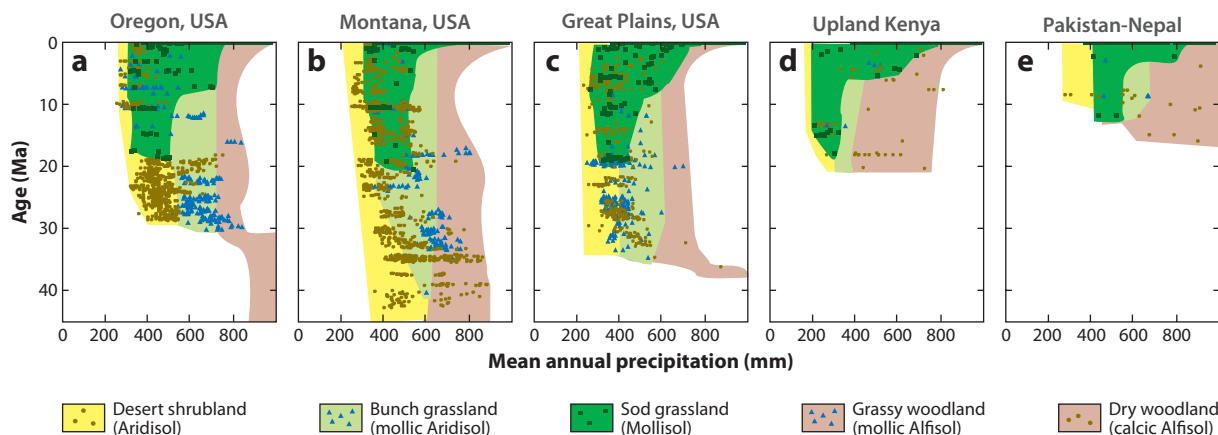 Oregon, USA
Montana, USA
Great Plains, USA
Upland Kenya
Pakistan-Nepal
a
b
c
d
e
Age (Ma)
0
10
20
30
40
0 200 400 600 800
0 200 400 600 800
0 200 400 600 800
0 200 400 600 800
0 200 400 600 800
Mean annual precipitation (mm)
Desert shrubland
(Aridisol)
Bunch grassland
(mollic Aridisol)
Sod grassland
(Mollisol)
Grassy woodland
(mollic Alfisol)
Dry woodland
(calcic Alfisol)